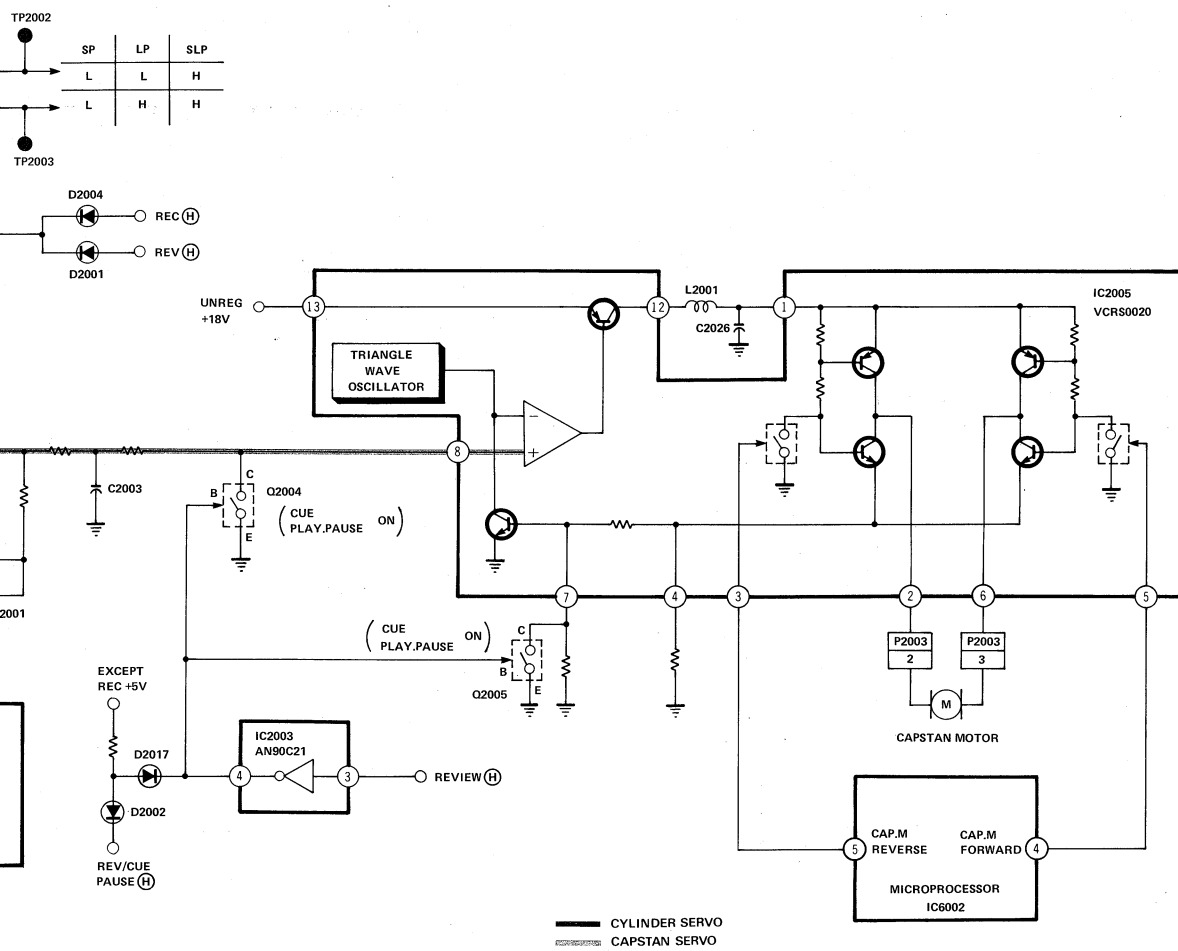 TP2002
SP LP SLP
L L H
L H H
TP2003
D2004
REC H
REV H
D2001
UNREG
+18V
13
12
L2001
C2026
1
IC2005
VCRS0020
TRIANGLE
WAVE
OSCILLATOR
−
+
8
C2003
C
B
E
Q2004
( CUE
PLAY.PAUSE ON )
2001
7
4
3
2
6
5
( CUE
PLAY.PAUSE ON )
C
B
E
Q2005
P2003
2
P2003
3
M
CAPSTAN MOTOR
EXCEPT
REC +5V
D2017
D2002
REV/CUE
PAUSE H
IC2003
AN90C21
4
3
REVIEW H
5
CAP.M
REVERSE
CAP.M
FORWARD
4
MICROPROCESSOR
IC6002
CYLINDER SERVO
CAPSTAN SERVO